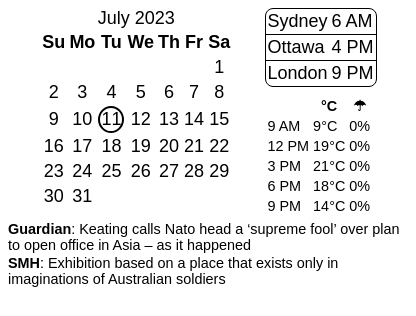 July 2023
Su Mo Tu We Th Fr Sa
1
2 3 4 5 6 7 8
9 10 11 12 13 14 15
16 17 18 19 20 21 22
23 24 25 26 27 28 29
30 31
Sydney 6 AM
Ottawa 4 PM
London 9 PM
°C ☂
9 AM 9°C 0%
12 PM 19°C 0%
3 PM 21°C 0%
6 PM 18°C 0%
9 PM 14°C 0%
Guardian: Keating calls Nato head a ‘supreme fool’ over plan
to open office in Asia – as it happened
SMH: Exhibition based on a place that exists only in
imaginations of Australian soldiers